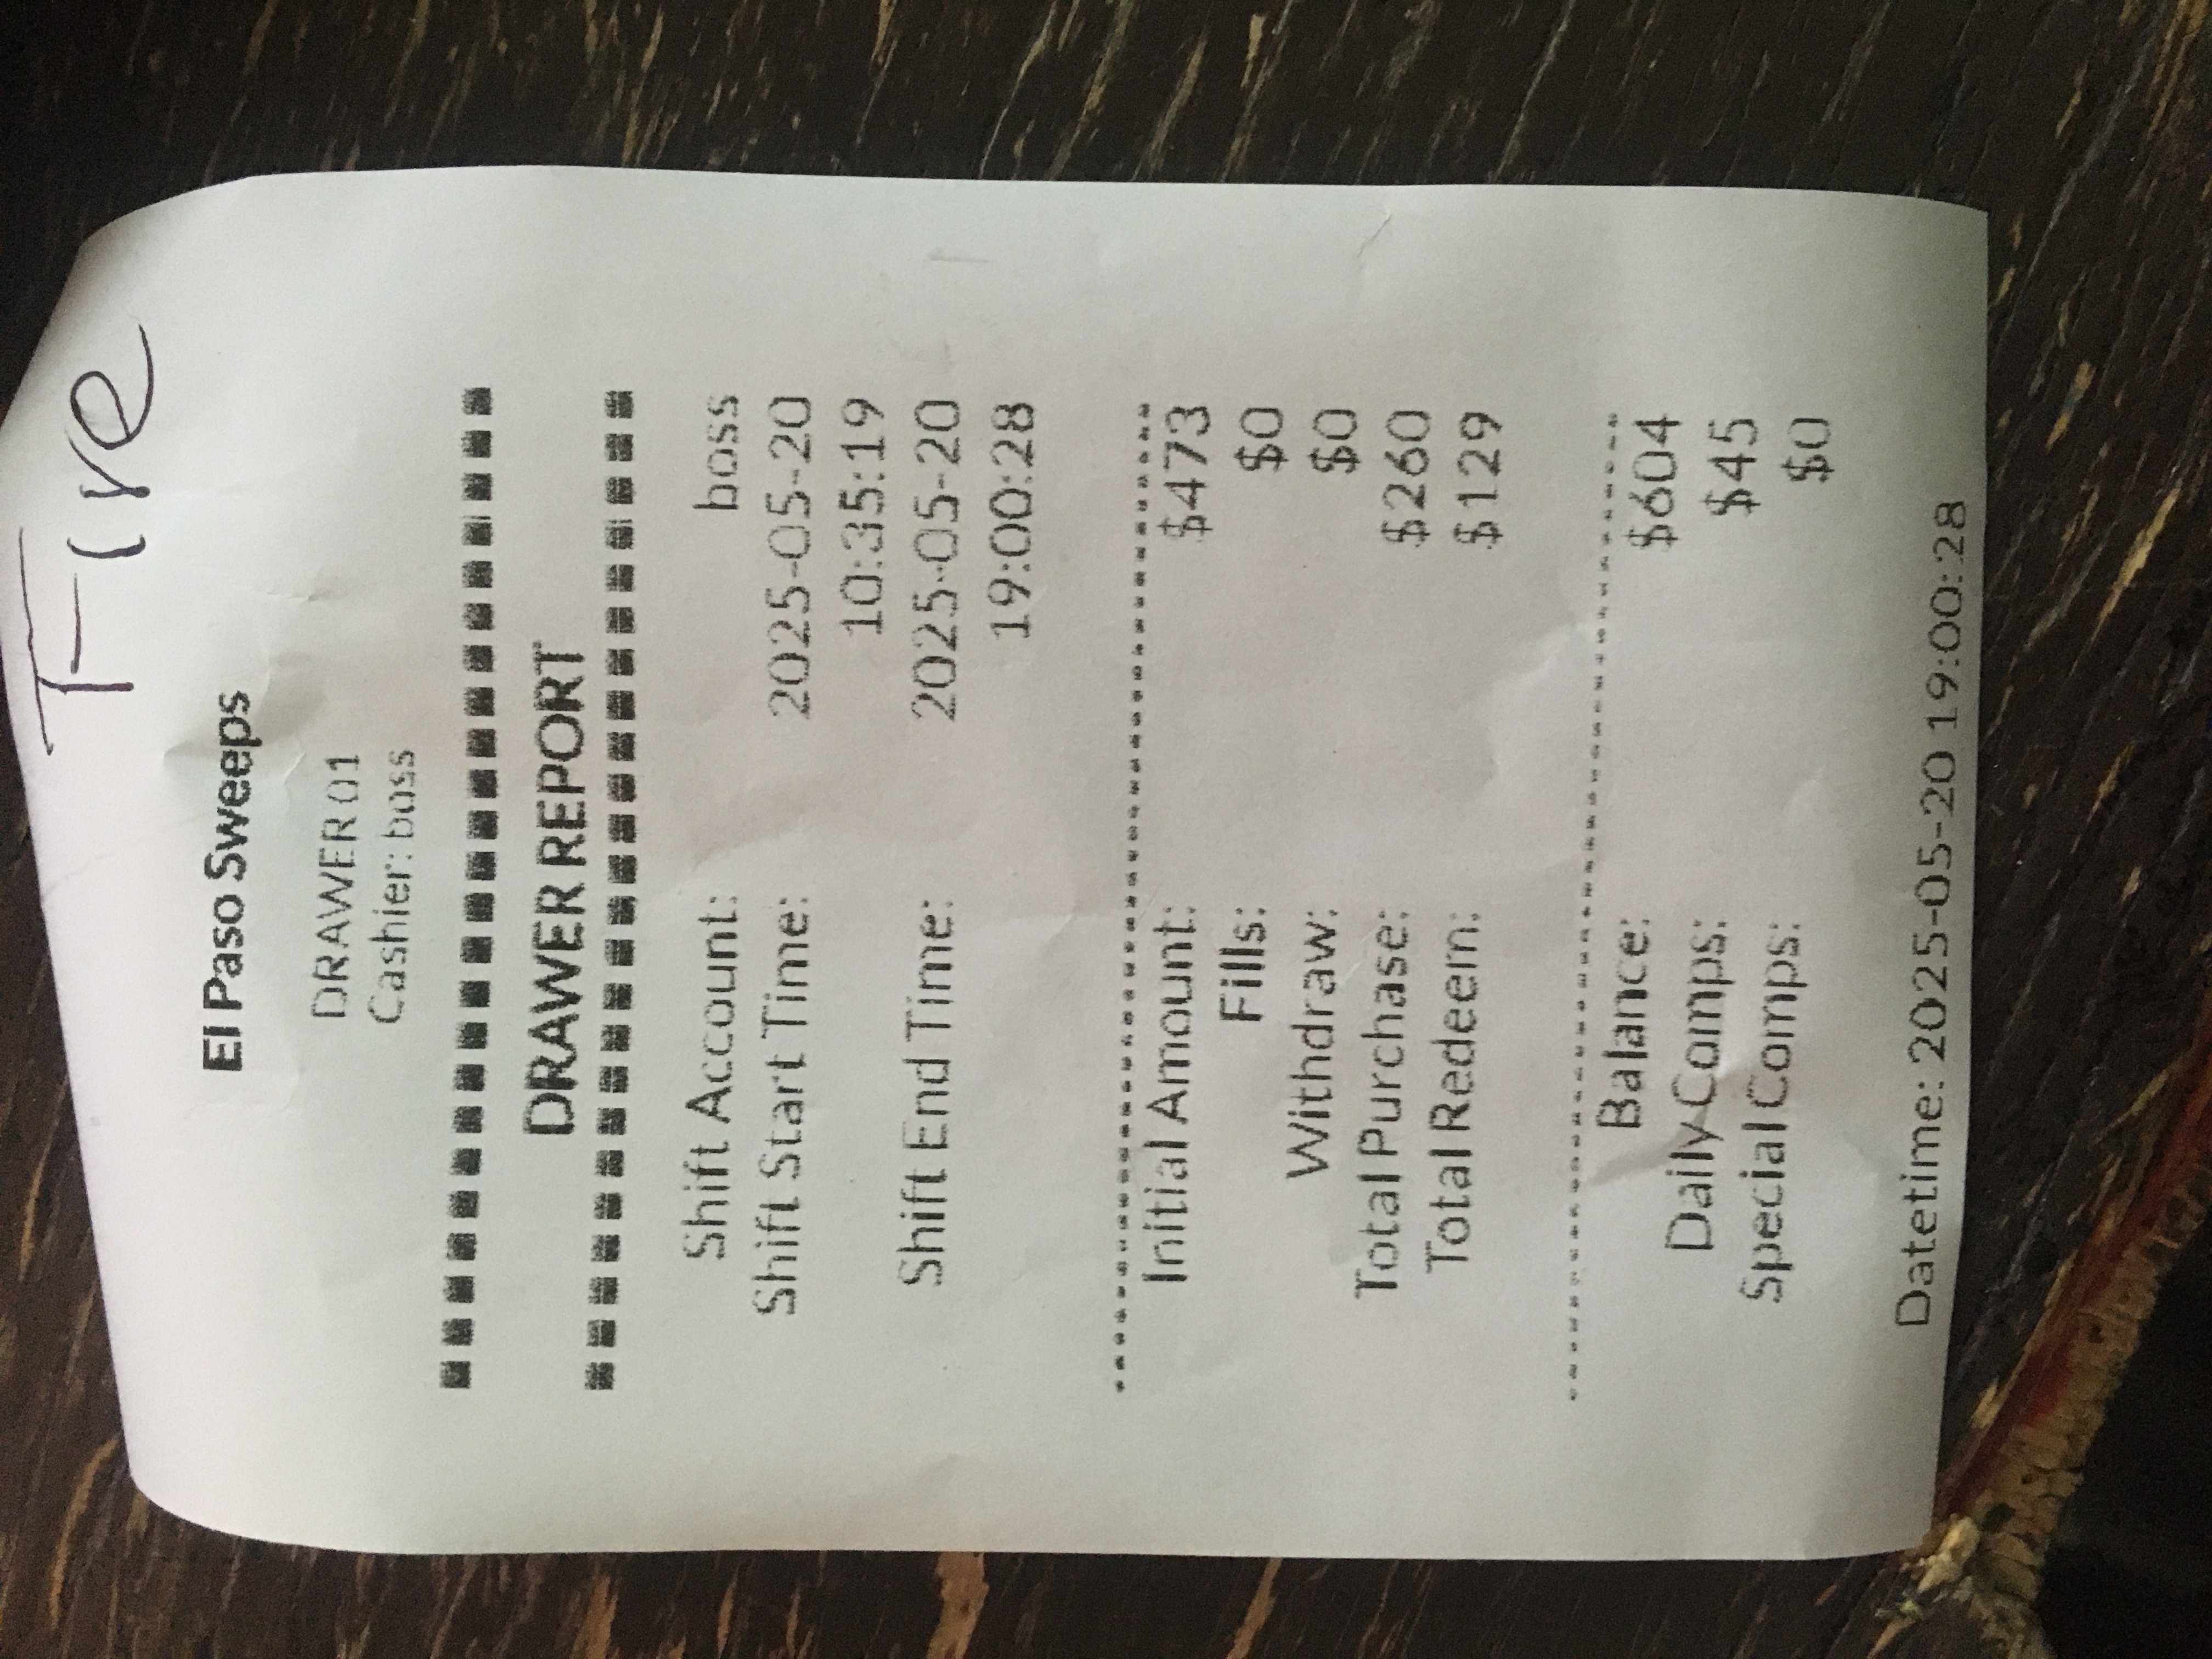 Five
El Paso Sweeps
DRAWER 01
Cashier: boss
DRAWER REPORT
Shift Account: boss
Shift Start Time: 2025-05-20
10:35:19
Shift End Time: 2025-05-20
19:00:28
Initial Amount: $473
Fills: $0
Withdraw: $0
Total Purchase: $260
Total Redeem: $129
Balance: $604
Daily Comps: $45
Special Comps: $0
Datetime: 2025-05-20 19:00:28